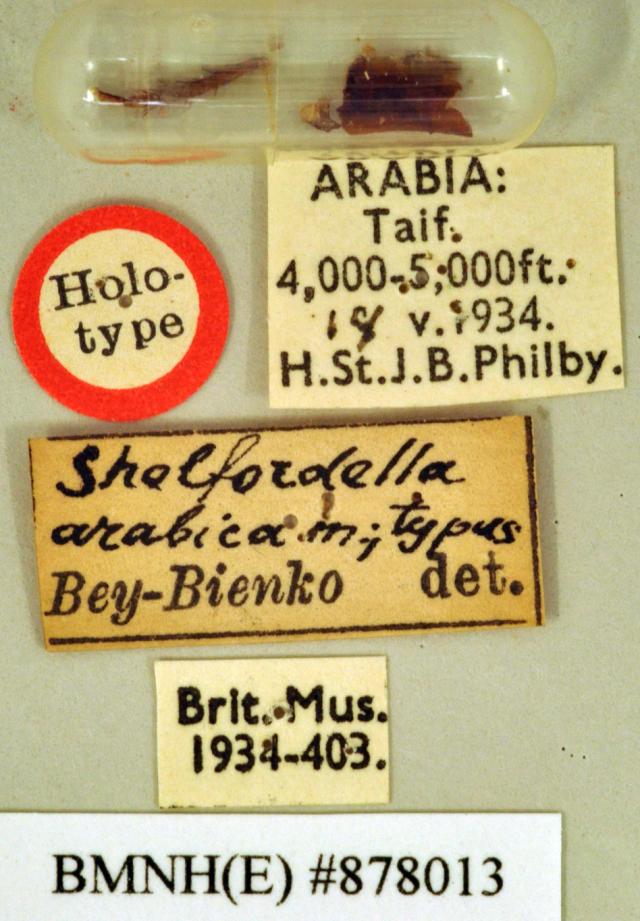 ARABIA:
Taif.
4,000-5,000ft.
v.1934.
H.St.J.B.Philby.
Holo-
type
Shelfordella
arabica m; typus
Bey-Bienko det.
Brit. Mus.
1934-403.
BMNH(E) #878013